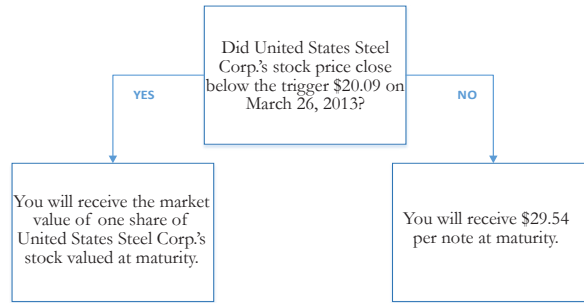 Did United States Steel
Corp.'s stock price close
below the trigger $20.09 on
March 26, 2013?
YES
NO
You will receive the market
value of one share of
United States Steel Corp.'s
stock valued at maturity.
You will receive $29.54
per note at maturity.